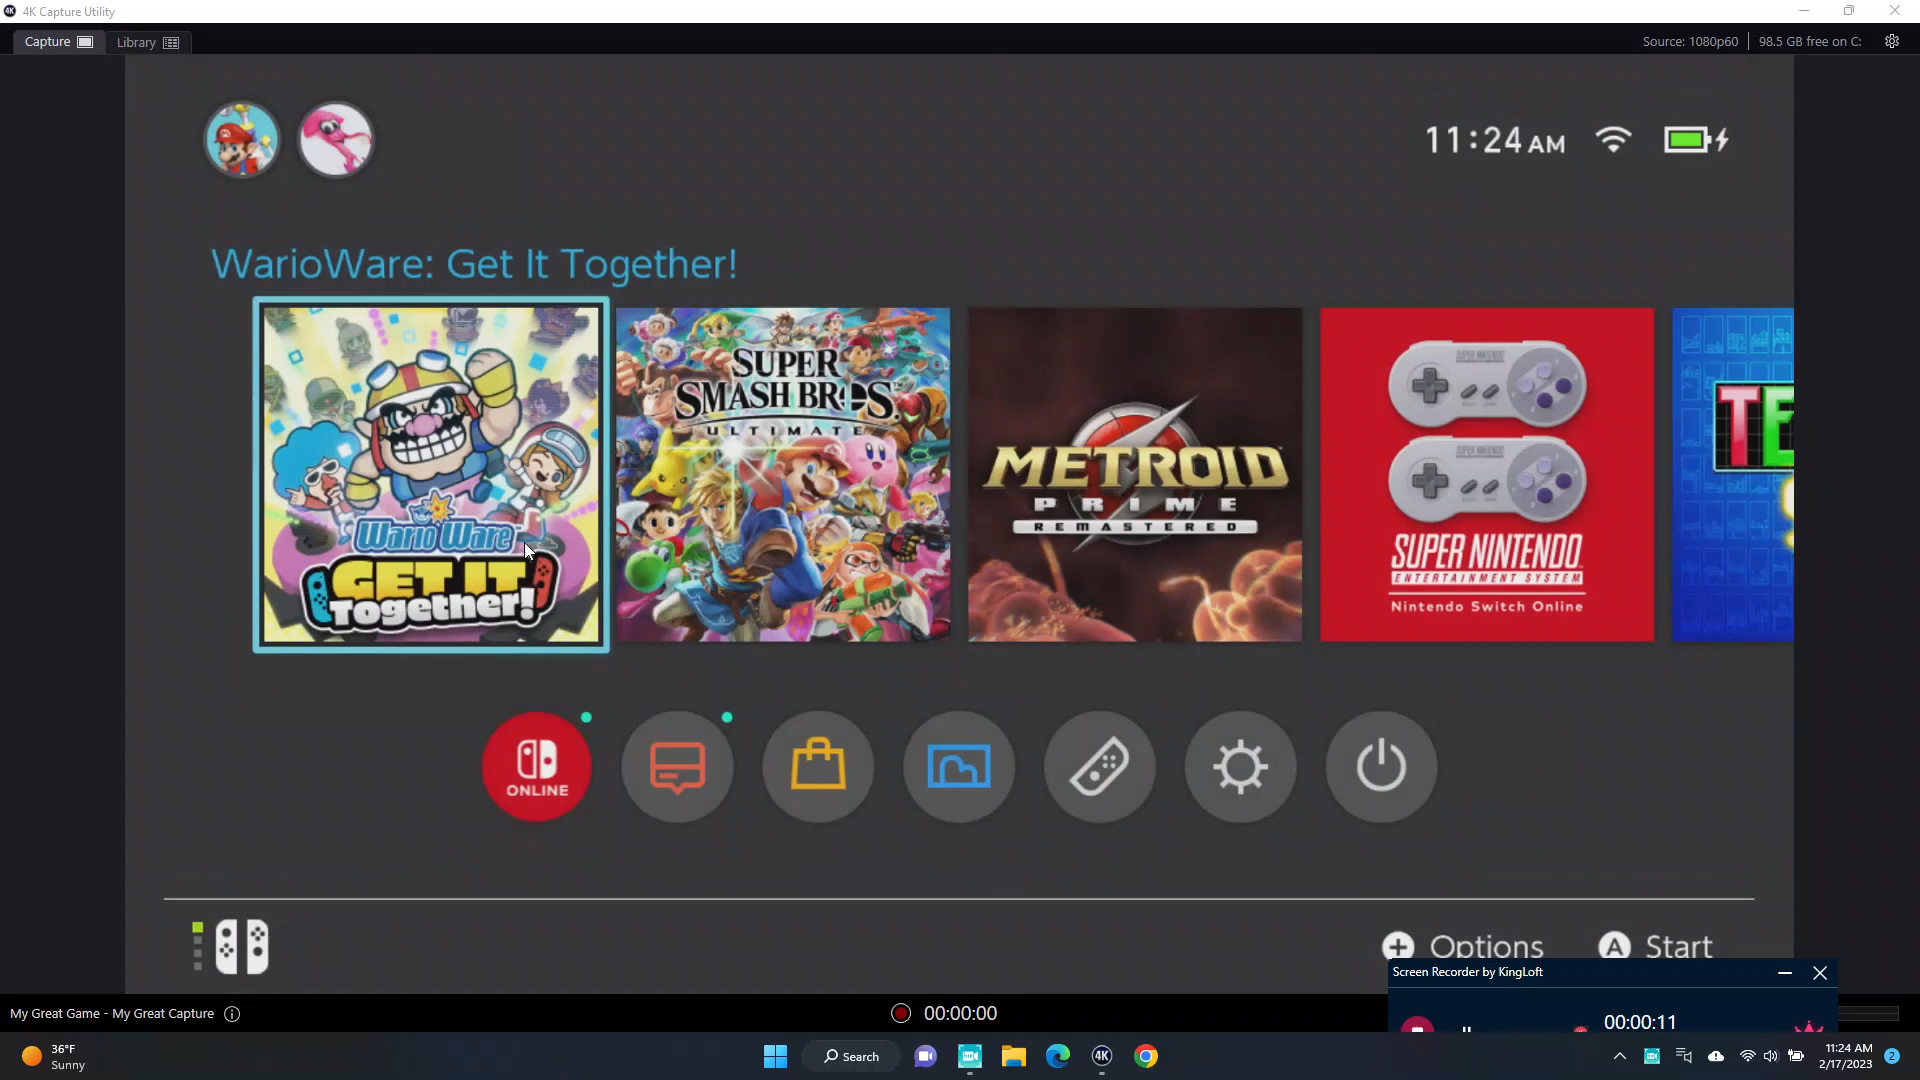 4K Capture Utility
Capture
Library
Source: 1080p60
98.5 GB free on C:
11:24 AM
WarioWare: Get It Together!
WarioWare
GET IT
Together!
SUPER
SMASH BROS.
ULTIMATE
METROID
PRIME
REMASTERED
SUPER NINTENDO
ENTERTAINMENT SYSTEM
Nintendo Switch Online
TE
ONLINE
Options
A Start
Screen Recorder by KingLoft
My Great Game - My Great Capture
00:00:00
00:00:11
36°F
Sunny
Search
4K
11:24 AM
2/17/2023
2